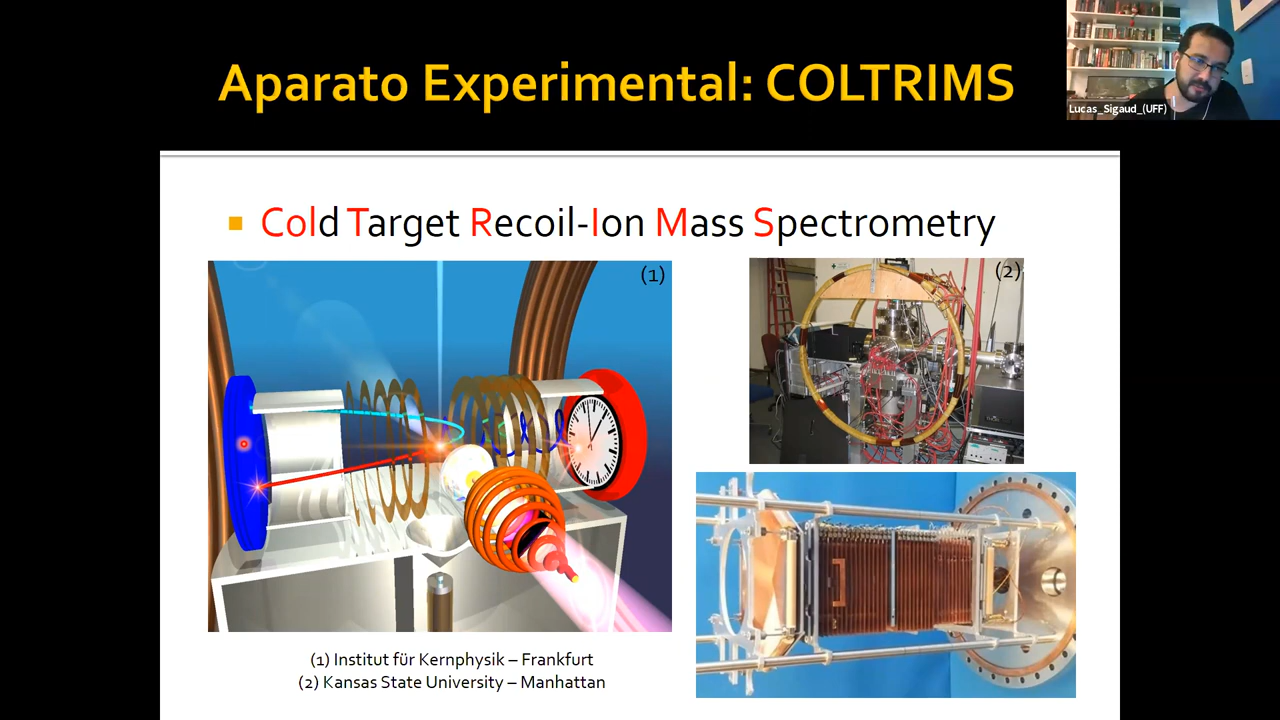 Aparato Experimental: COLTRIMS
Lucas_Sigaud_(UFF)
Cold Target Recoil-Ion Mass Spectrometry
(1)
(2)
(1) Institut für Kernphysik – Frankfurt
(2) Kansas State University – Manhattan